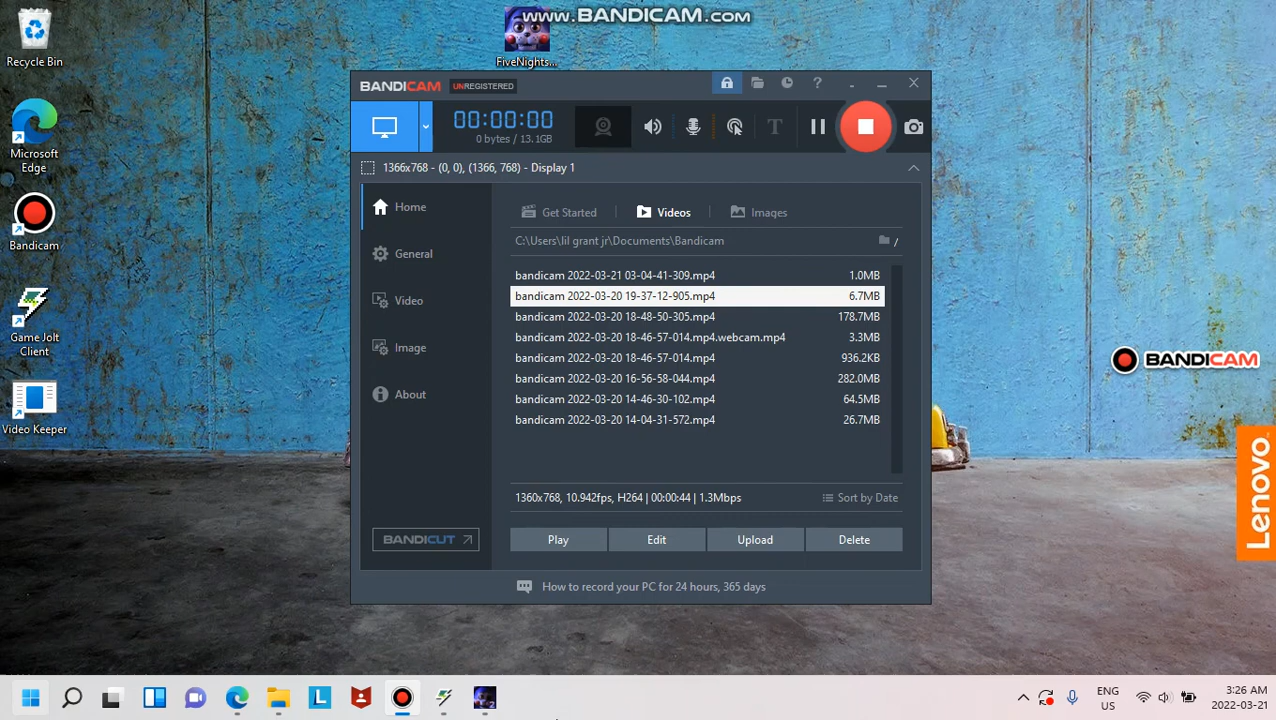 www.BANDICAM.com
Recycle Bin
FiveNights...
Microsoft
Edge
Bandicam
Game Jolt
Client
Video Keeper
BANDICAM UNREGISTERED
?
00:00:00
0 bytes / 13.1GB
T
1366x768 - (0, 0), (1366, 768) - Display 1
Home
General
Video
Image
About
BANDICUT
Get Started
Videos
Images
C:\Users\lil grant jr\Documents\Bandicam
/
bandicam 2022-03-21 03-04-41-309.mp4 1.0MB
bandicam 2022-03-20 19-37-12-905.mp4 6.7MB
bandicam 2022-03-20 18-48-50-305.mp4 178.7MB
bandicam 2022-03-20 18-46-57-014.mp4.webcam.mp4 3.3MB
bandicam 2022-03-20 18-46-57-014.mp4 936.2KB
bandicam 2022-03-20 16-56-58-044.mp4 282.0MB
bandicam 2022-03-20 14-46-30-102.mp4 64.5MB
bandicam 2022-03-20 14-04-31-572.mp4 26.7MB
1360x768, 10.942fps, H264 | 00:00:44 | 1.3Mbps
Sort by Date
Play
Edit
Upload
Delete
How to record your PC for 24 hours, 365 days
BANDICAM
Lenovo
L
2
ENG
US
3:26 AM
2022-03-21